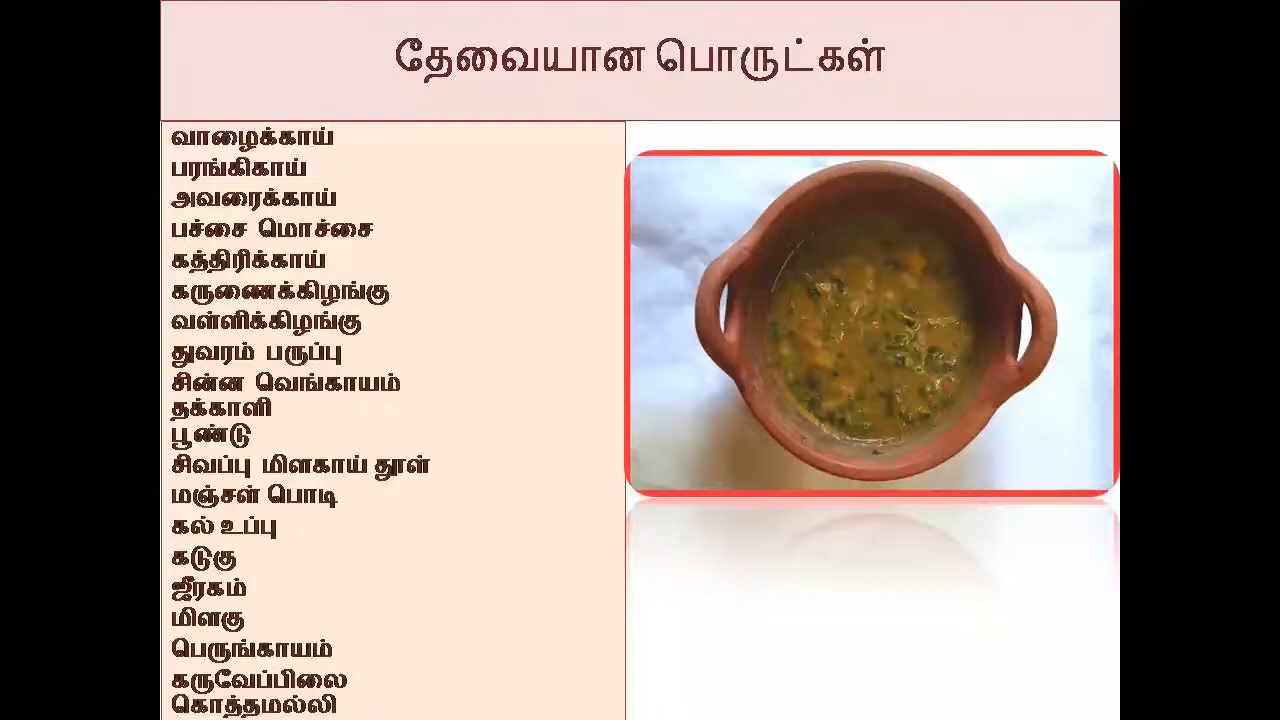 தேவையான பொருட்கள்
வாழைக்காய்
பரங்கிகாய்
அவரைக்காய்
பச்சை மொச்சை
கத்திரிக்காய்
கருணைக்கிழங்கு
வள்ளிக்கிழங்கு
துவரம் பருப்பு
சின்ன வெங்காயம்
தக்காளி
பூண்டு
சிவப்பு மிளகாய் தூள்
மஞ்சள் பொடி
கல் உப்பு
கடுகு
ஜீரகம்
மிளகு
பெருங்காயம்
கருவேப்பிலை
கொத்தமல்லி